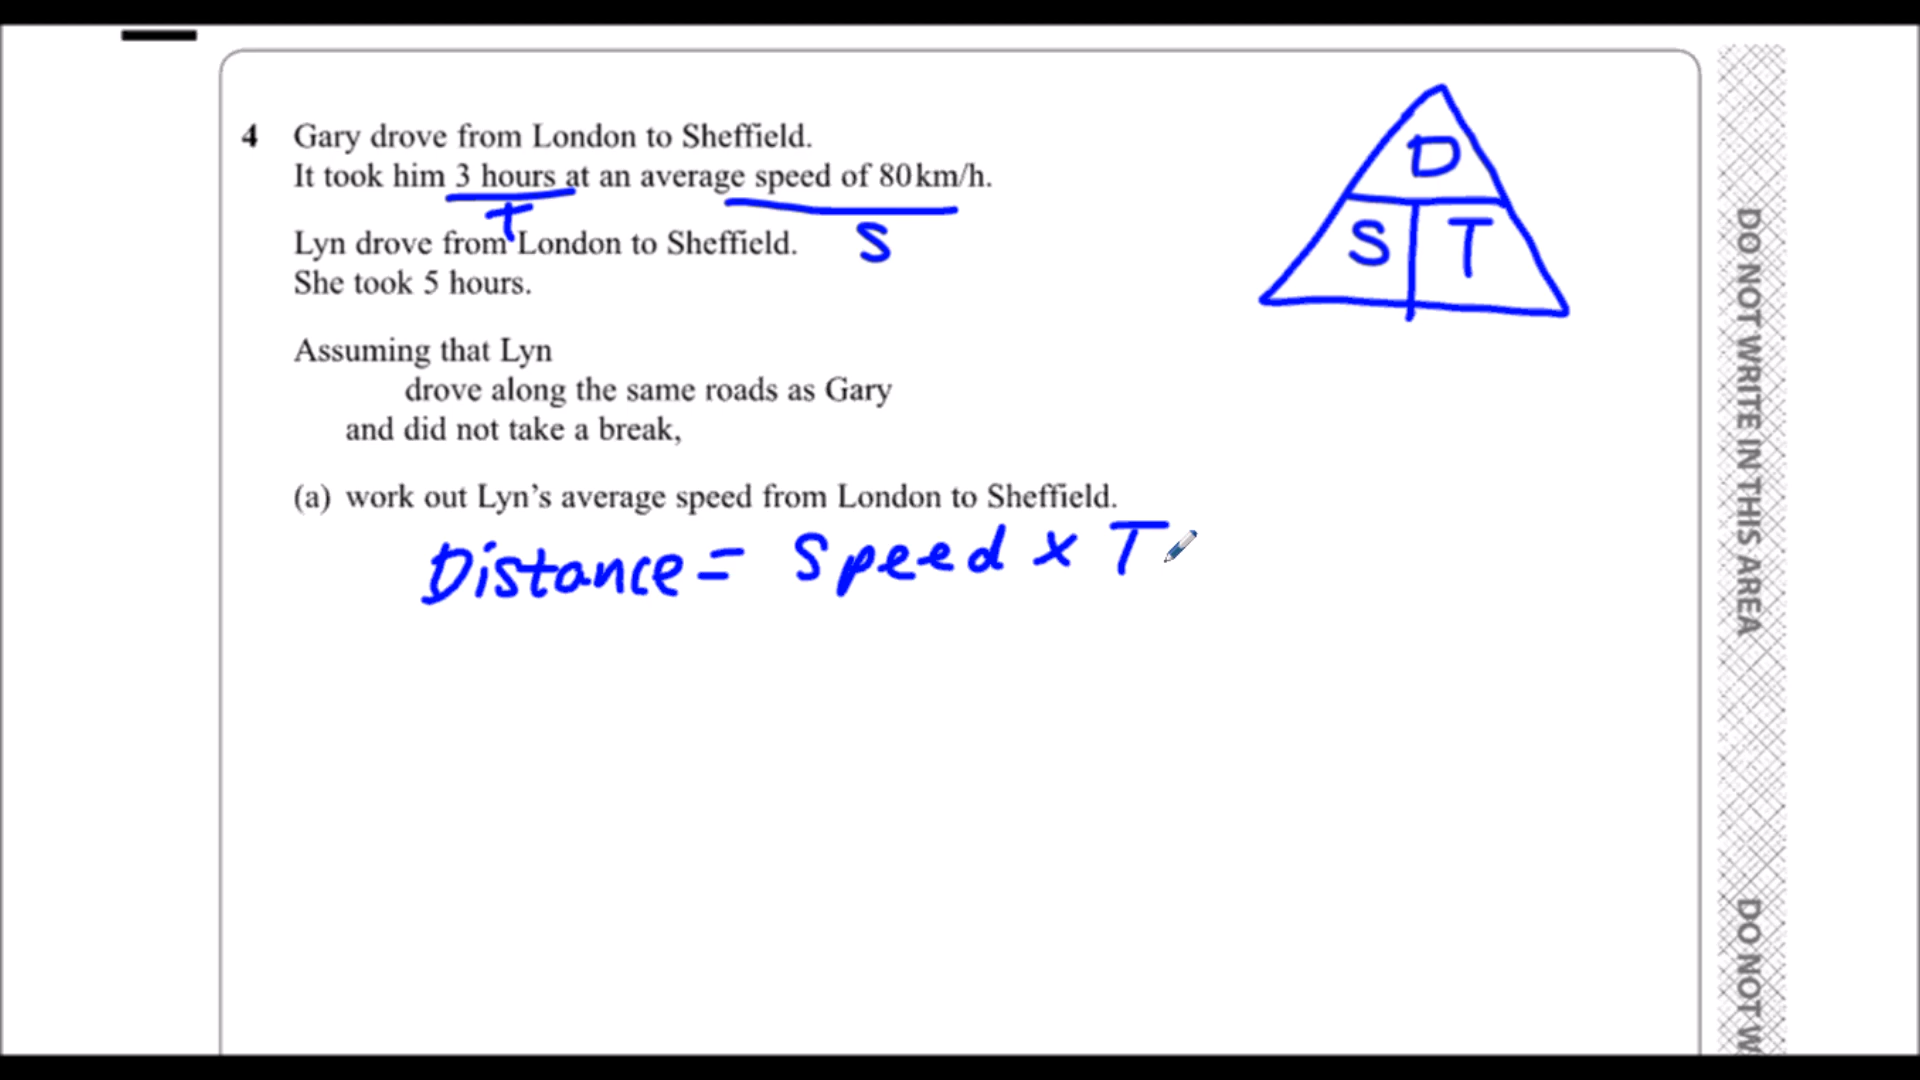 4 Gary drove from London to Sheffield.
It took him 3 hours at an average speed of 80 km/h.
T
S
Lyn drove from London to Sheffield.
She took 5 hours.
Assuming that Lyn
drove along the same roads as Gary
and did not take a break,
(a) work out Lyn’s average speed from London to Sheffield.
Distance = Speed x T
D
S T
DO NOT WRITE IN THIS AREA
DO NOT W